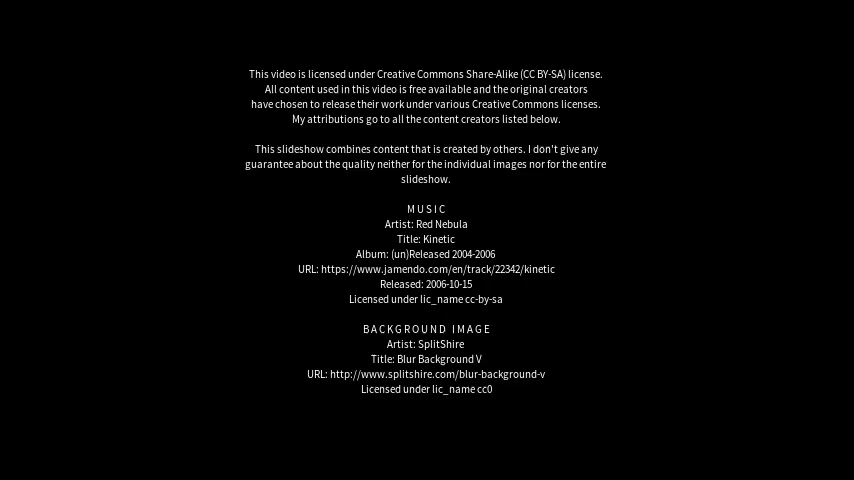 This video is licensed under Creative Commons Share-Alike (CC BY-SA) license.
All content used in this video is free available and the original creators
have chosen to release their work under various Creative Commons licenses.
My attributions go to all the content creators listed below.
This slideshow combines content that is created by others. I don't give any
guarantee about the quality neither for the individual images nor for the entire
slideshow.
MUSIC
Artist: Red Nebula
Title: Kinetic
Album: (un)Released 2004-2006
URL: https://www.jamendo.com/en/track/22342/kinetic
Released: 2006-10-15
Licensed under lic_name cc-by-sa
BACKGROUND IMAGE
Artist: SplitShire
Title: Blur Background V
URL: http://www.splitshire.com/blur-background-v
Licensed under lic_name cc0